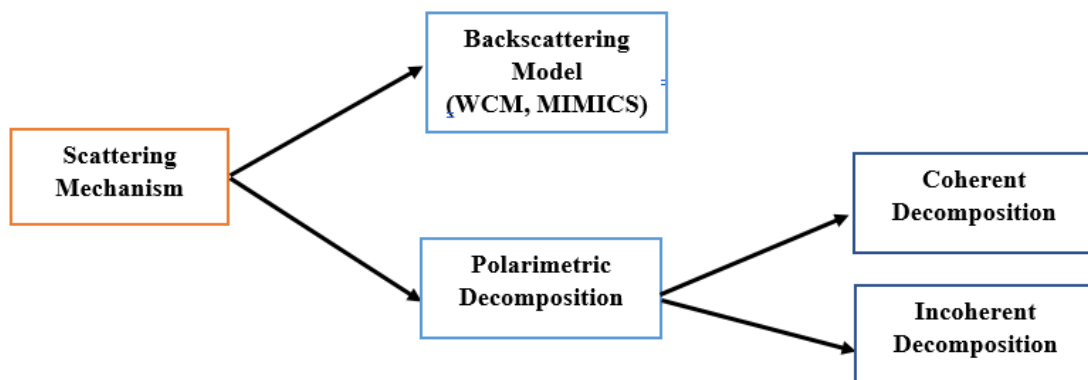 Backscattering
Model
(WCM, MIMICS)
Scattering
Mechanism
Coherent
Decomposition
Polarimetric
Decomposition
Incoherent
Decomposition